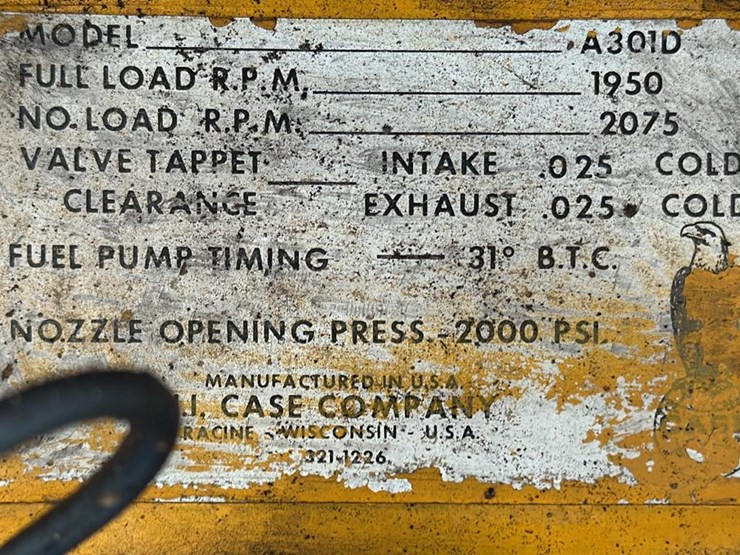 MODEL A301D
FULL LOAD R.P.M. 1950
NO. LOAD R.P.M. 2075
VALVE TAPPET INTAKE .025 COLD
CLEARANCE EXHAUST .025 COLD
FUEL PUMP TIMING — 31° B.T.C.
NOZZLE OPENING PRESS.-2000 PSI.
MANUFACTURED IN U.S.A.
J.I. CASE COMPANY
RACINE - WISCONSIN - U.S.A.
321-1226